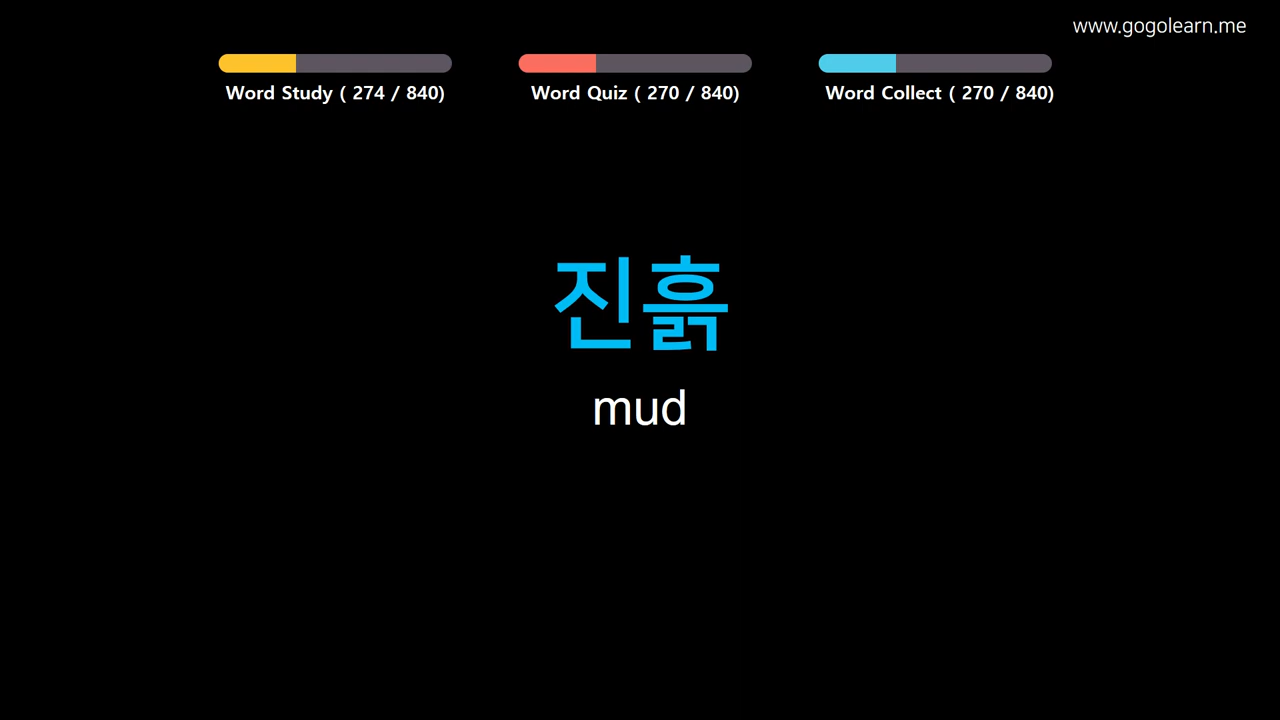 www.gogolearn.me
Word Study ( 274 / 840)
Word Quiz ( 270 / 840)
Word Collect ( 270 / 840)
진흙
mud